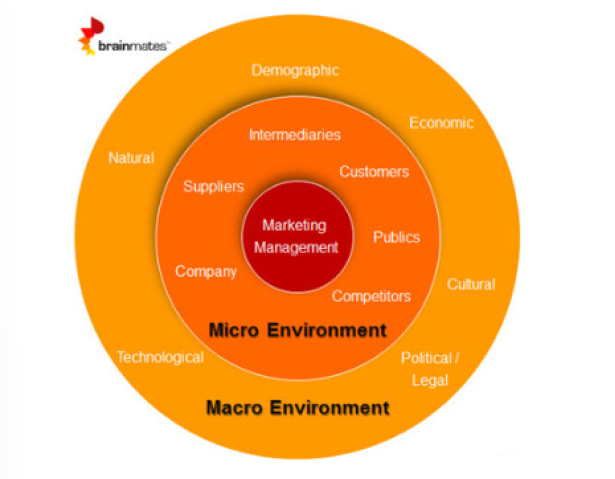 brainmates™
Demographic
Economic
Intermediaries
Natural
Customers
Suppliers
Marketing
Management
Publics
Company
Cultural
Competitors
Micro Environment
Technological
Political /
Legal
Macro Environment